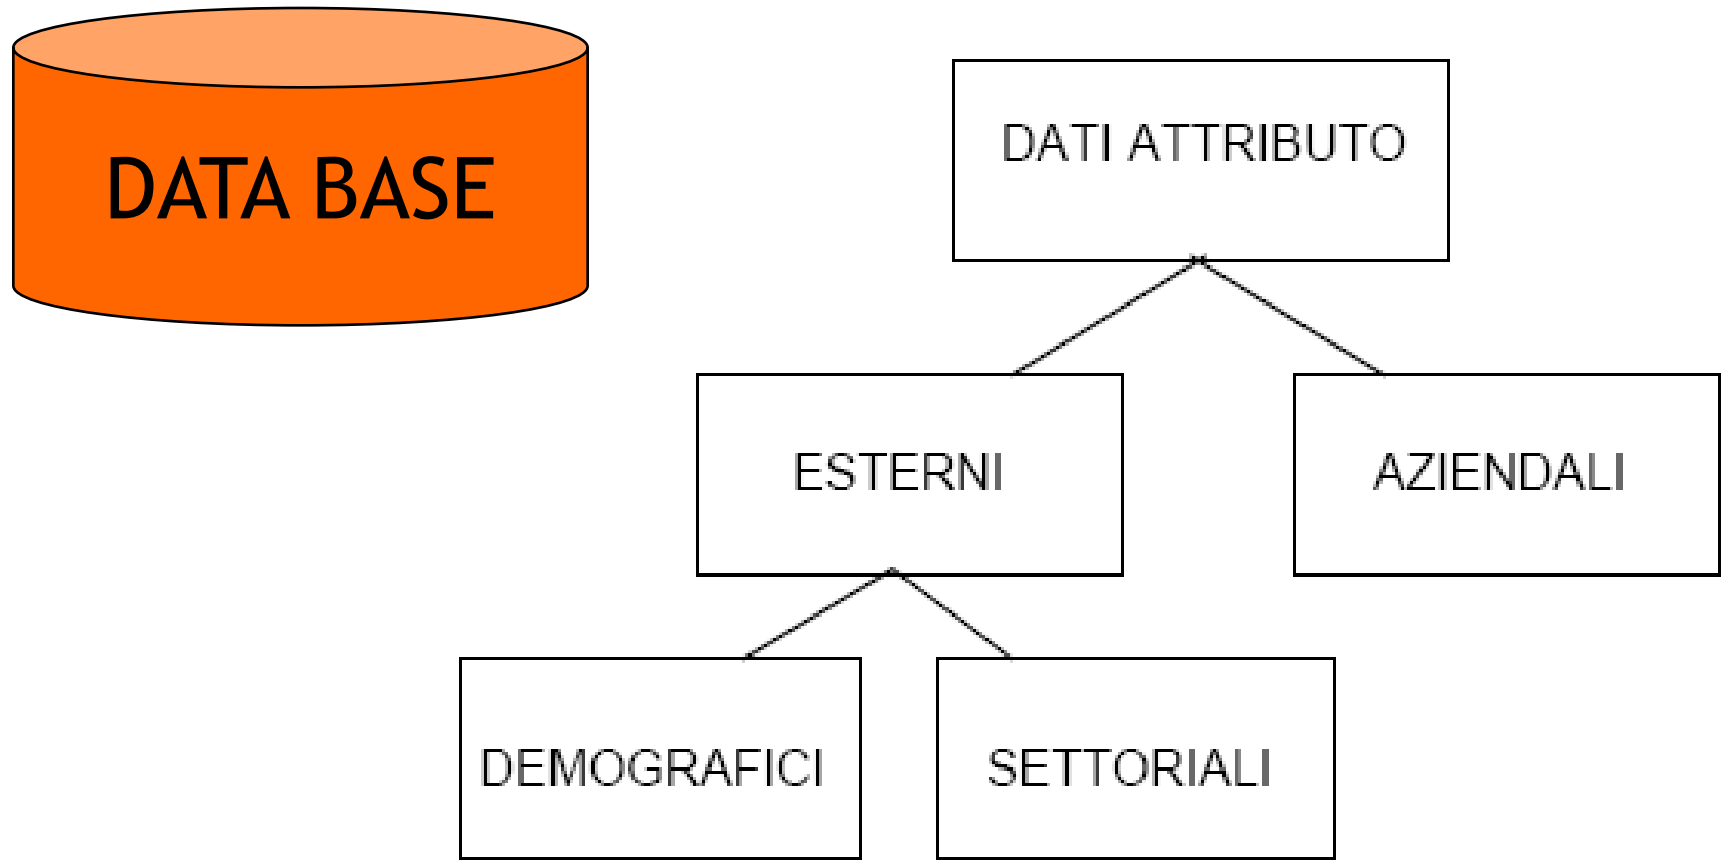 DATA BASE
DATI ATTRIBUTO
ESTERNI
AZIENDALI
DEMOGRAFICI
SETTORIALI